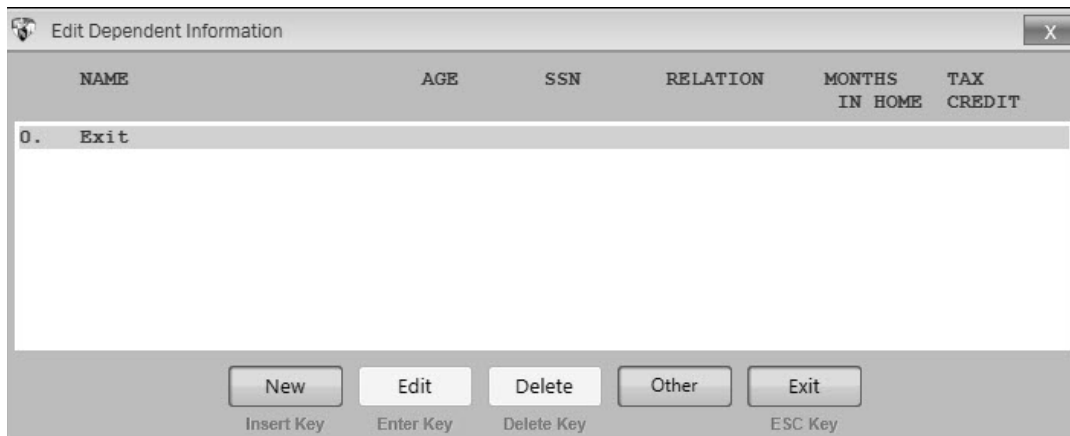 Edit Dependent Information
X
NAME AGE SSN RELATION MONTHS IN HOME TAX CREDIT
0. Exit
New Edit Delete Other Exit
Insert Key Enter Key Delete Key ESC Key